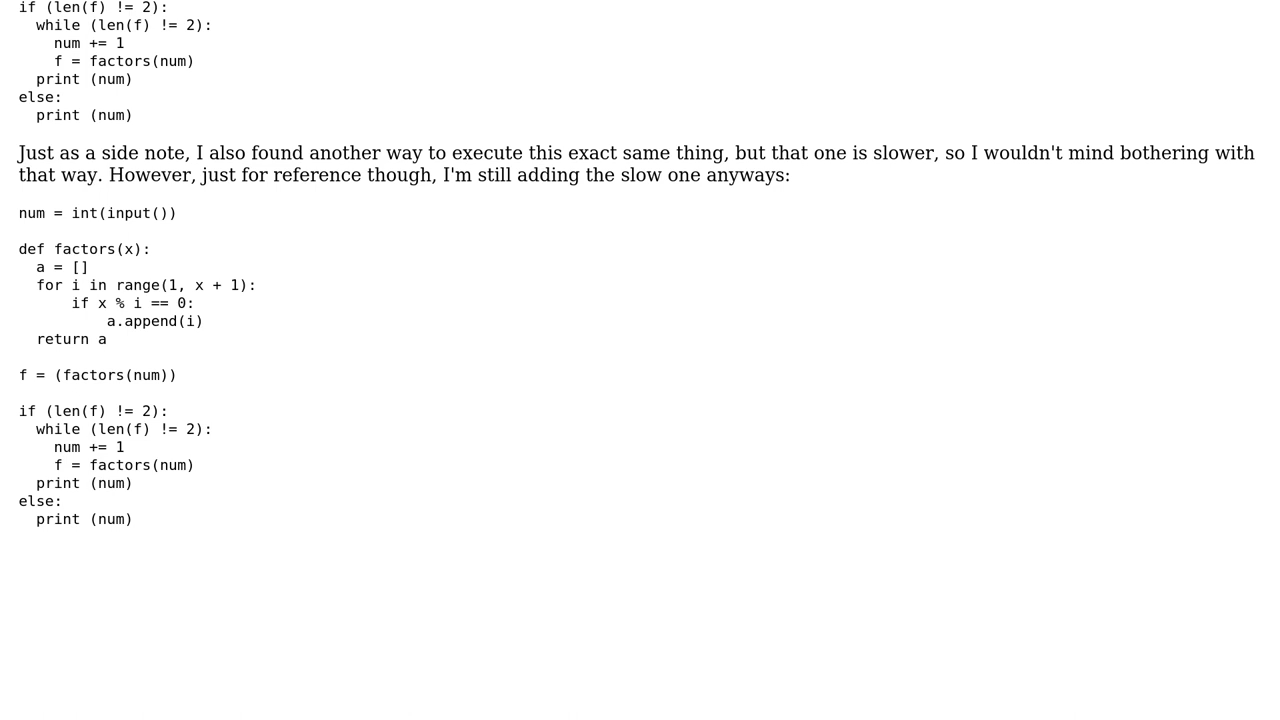 if (len(f) != 2):
  while (len(f) != 2):
    num += 1
    f = factors(num)
  print (num)
else:
  print (num)
Just as a side note, I also found another way to execute this exact same thing, but that one is slower, so I wouldn't mind bothering with
that way. However, just for reference though, I'm still adding the slow one anyways:
num = int(input())
def factors(x):
  a = []
  for i in range(1, x + 1):
      if x % i == 0:
          a.append(i)
  return a
f = (factors(num))
if (len(f) != 2):
  while (len(f) != 2):
    num += 1
    f = factors(num)
  print (num)
else:
  print (num)